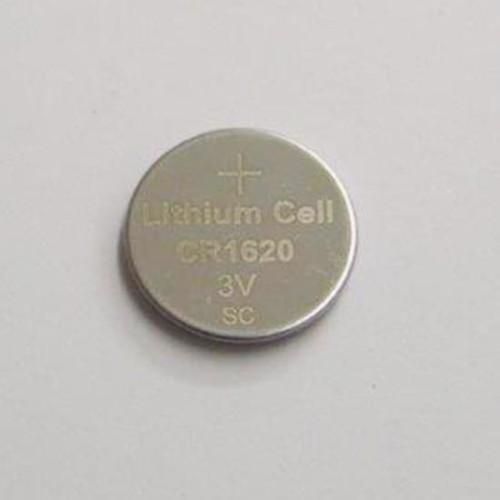 +
Lithium Cell
CR1620
3V
SC